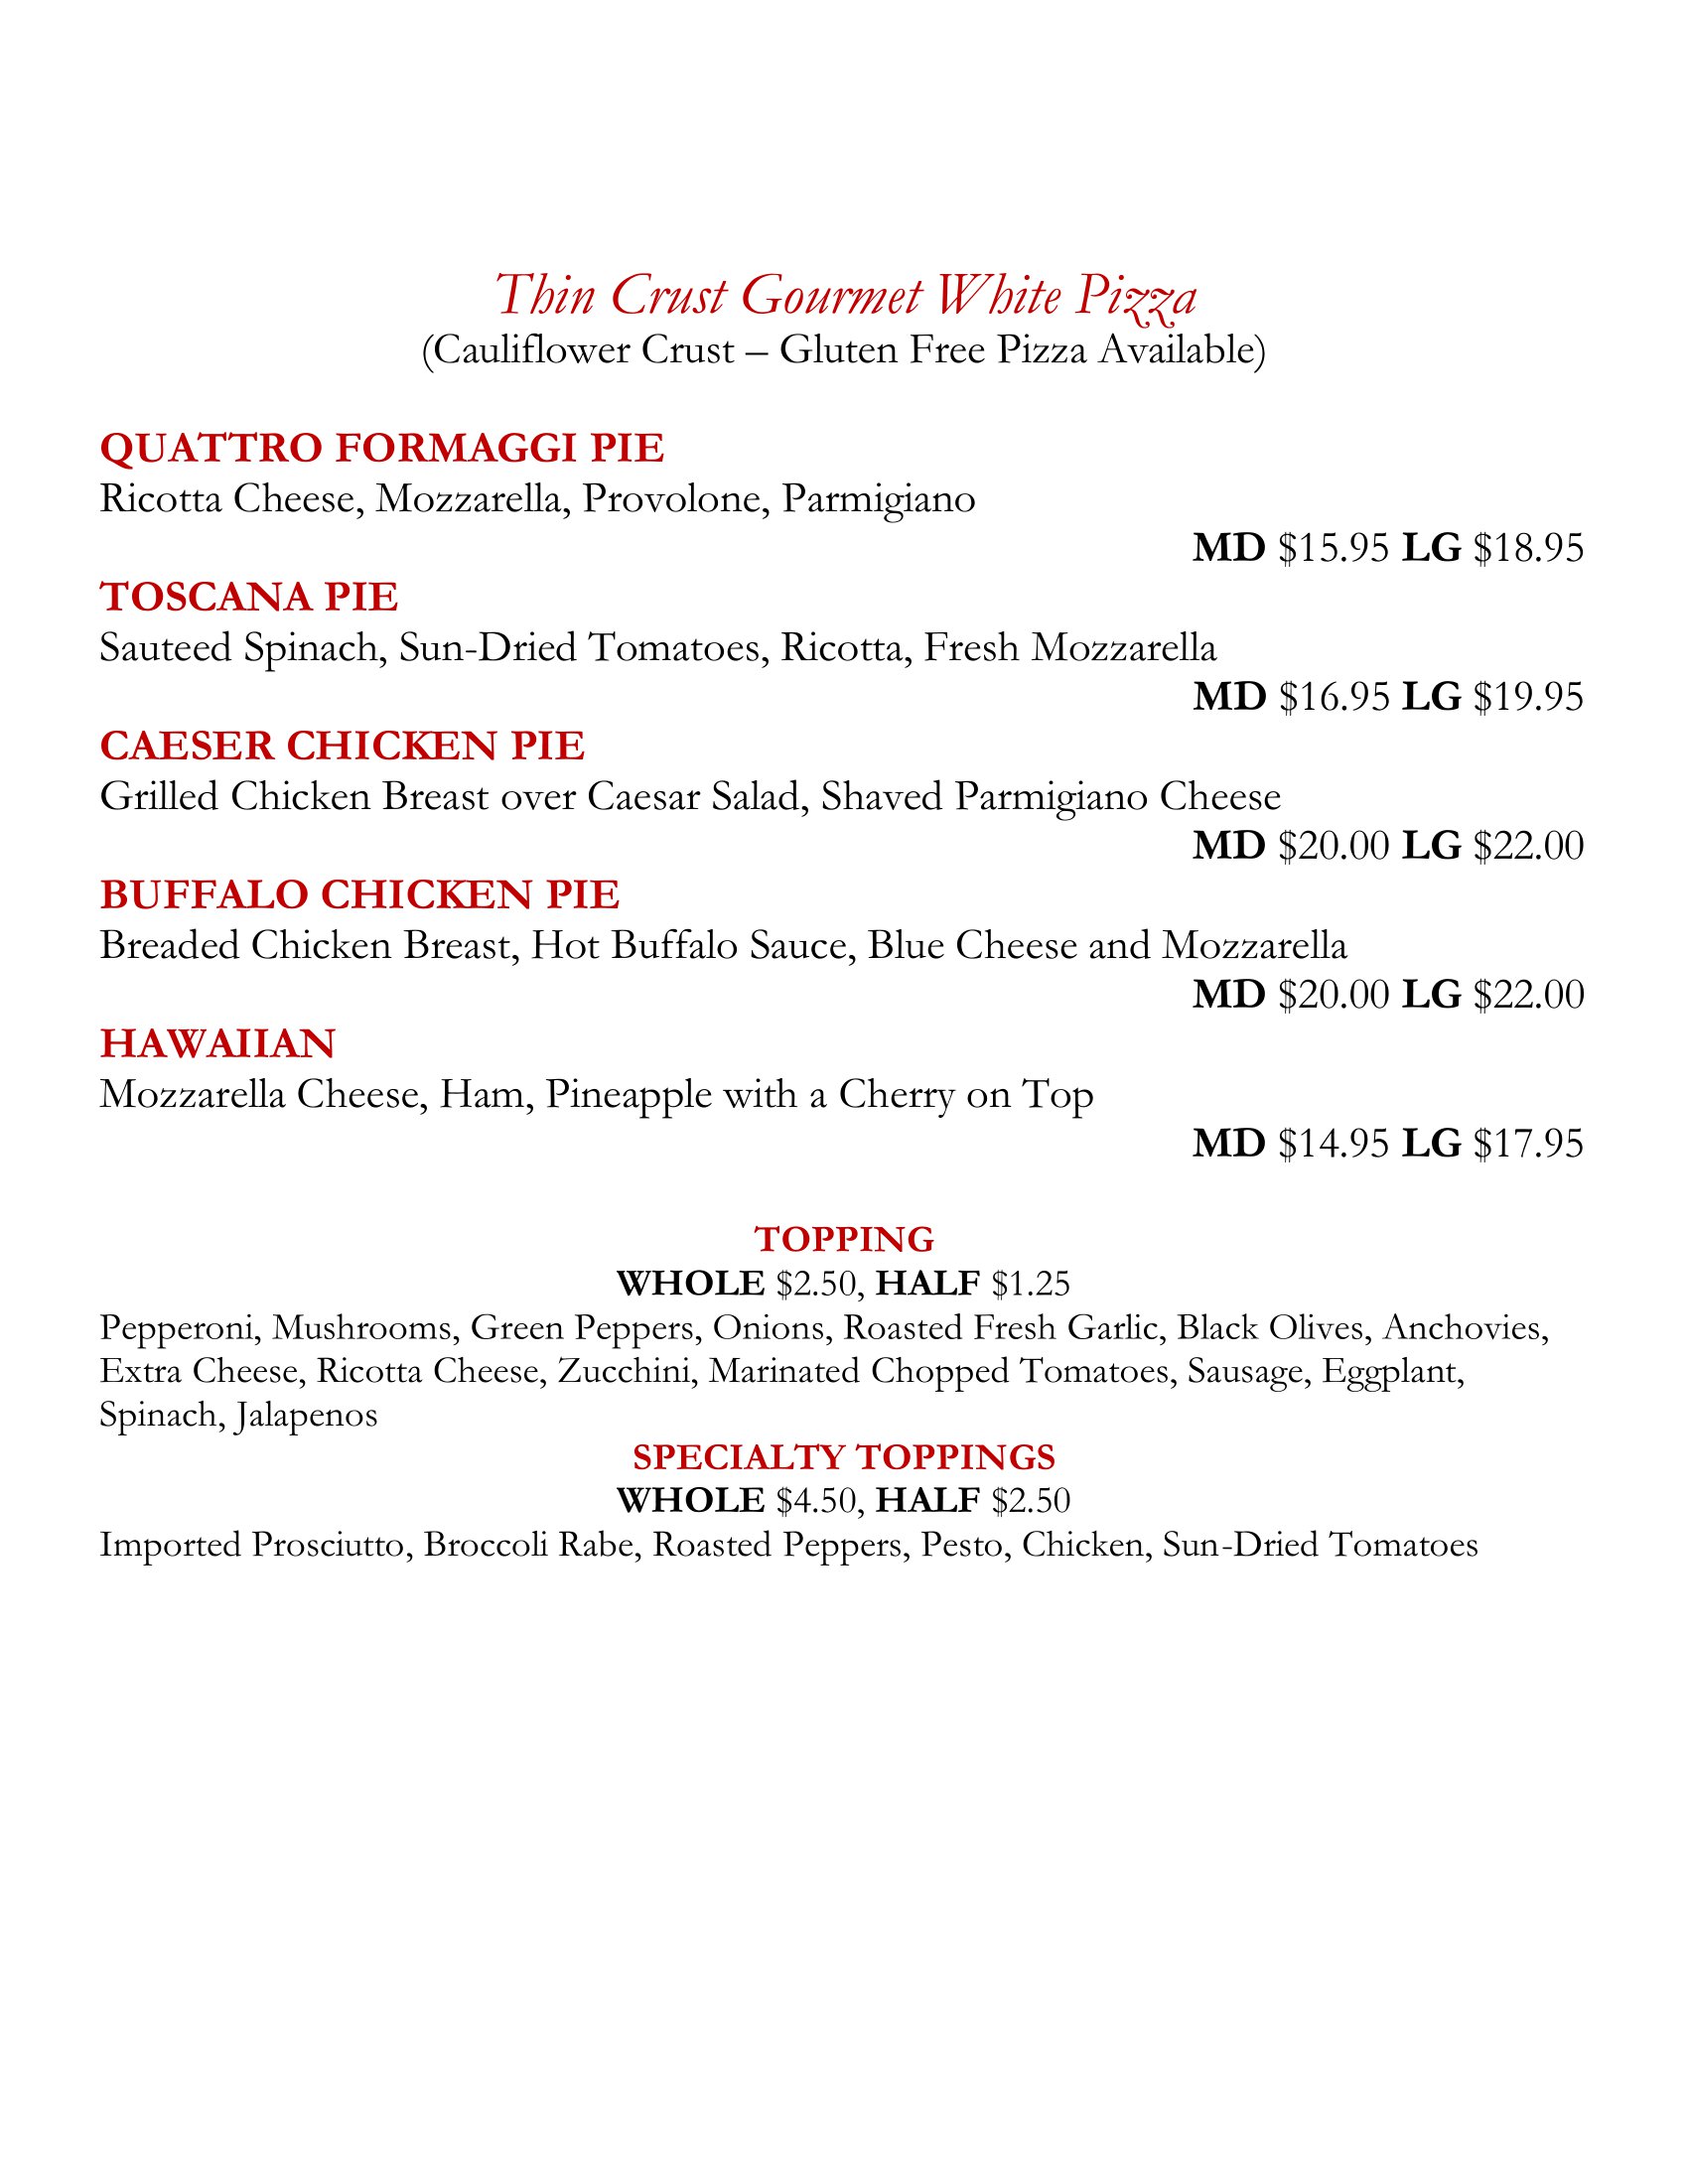 Thin Crust Gourmet White Pizza
(Cauliflower Crust – Gluten Free Pizza Available)
QUATTRO FORMAGGI PIE
Ricotta Cheese, Mozzarella, Provolone, Parmigiano
MD $15.95 LG $18.95
TOSCANA PIE
Sauteed Spinach, Sun-Dried Tomatoes, Ricotta, Fresh Mozzarella
MD $16.95 LG $19.95
CAESER CHICKEN PIE
Grilled Chicken Breast over Caesar Salad, Shaved Parmigiano Cheese
MD $20.00 LG $22.00
BUFFALO CHICKEN PIE
Breaded Chicken Breast, Hot Buffalo Sauce, Blue Cheese and Mozzarella
MD $20.00 LG $22.00
HAWAIIAN
Mozzarella Cheese, Ham, Pineapple with a Cherry on Top
MD $14.95 LG $17.95
TOPPING
WHOLE $2.50, HALF $1.25
Pepperoni, Mushrooms, Green Peppers, Onions, Roasted Fresh Garlic, Black Olives, Anchovies,
Extra Cheese, Ricotta Cheese, Zucchini, Marinated Chopped Tomatoes, Sausage, Eggplant,
Spinach, Jalapenos
SPECIALTY TOPPINGS
WHOLE $4.50, HALF $2.50
Imported Prosciutto, Broccoli Rabe, Roasted Peppers, Pesto, Chicken, Sun-Dried Tomatoes